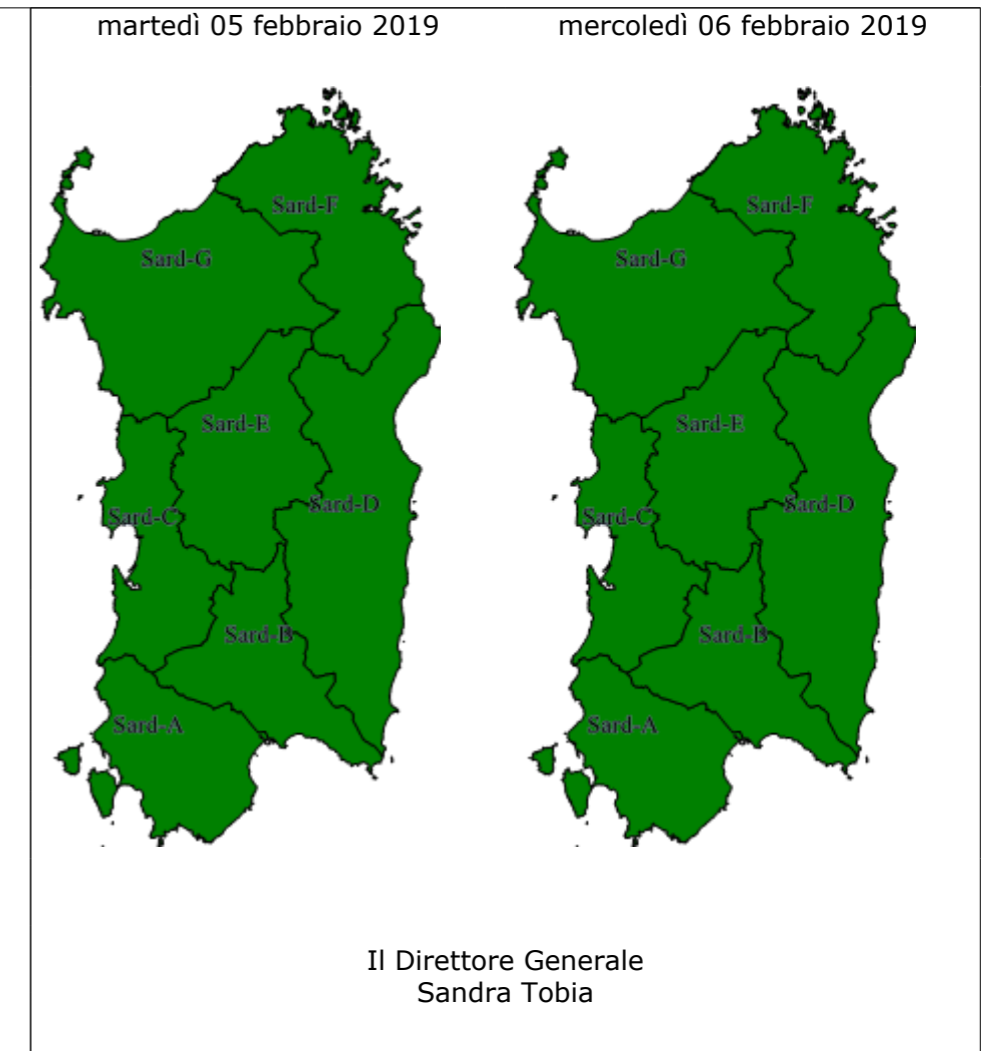 martedì 05 febbraio 2019
mercoledì 06 febbraio 2019
Sard-F
Sard-G
Sard-E
Sard-D
Sard-C
Sard-B
Sard-A
Sard-F
Sard-G
Sard-E
Sard-D
Sard-C
Sard-B
Sard-A
Il Direttore Generale
Sandra Tobia